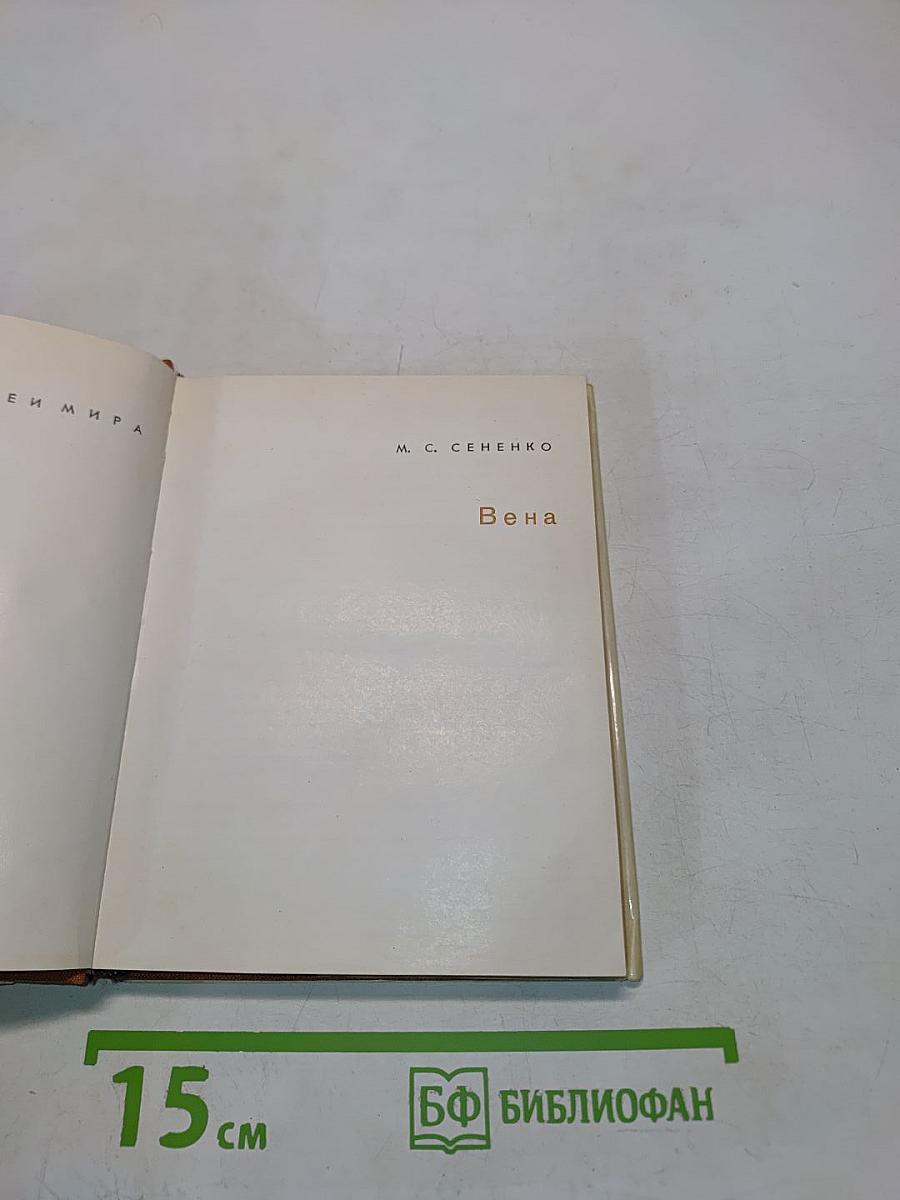 ЕИ МИРА
М. С. СЕНЕНКО
Вена
15 см
БФ БИБЛИОФАН